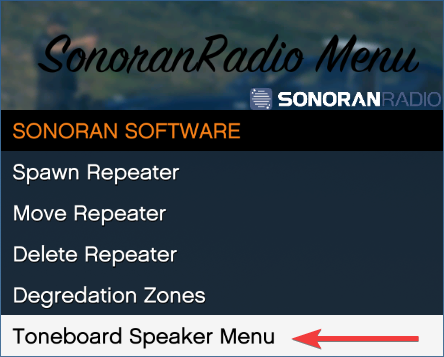 SonoranRadio Menu
SONORANRADIO
SONORAN SOFTWARE
Spawn Repeater
Move Repeater
Delete Repeater
Degredation Zones
Toneboard Speaker Menu